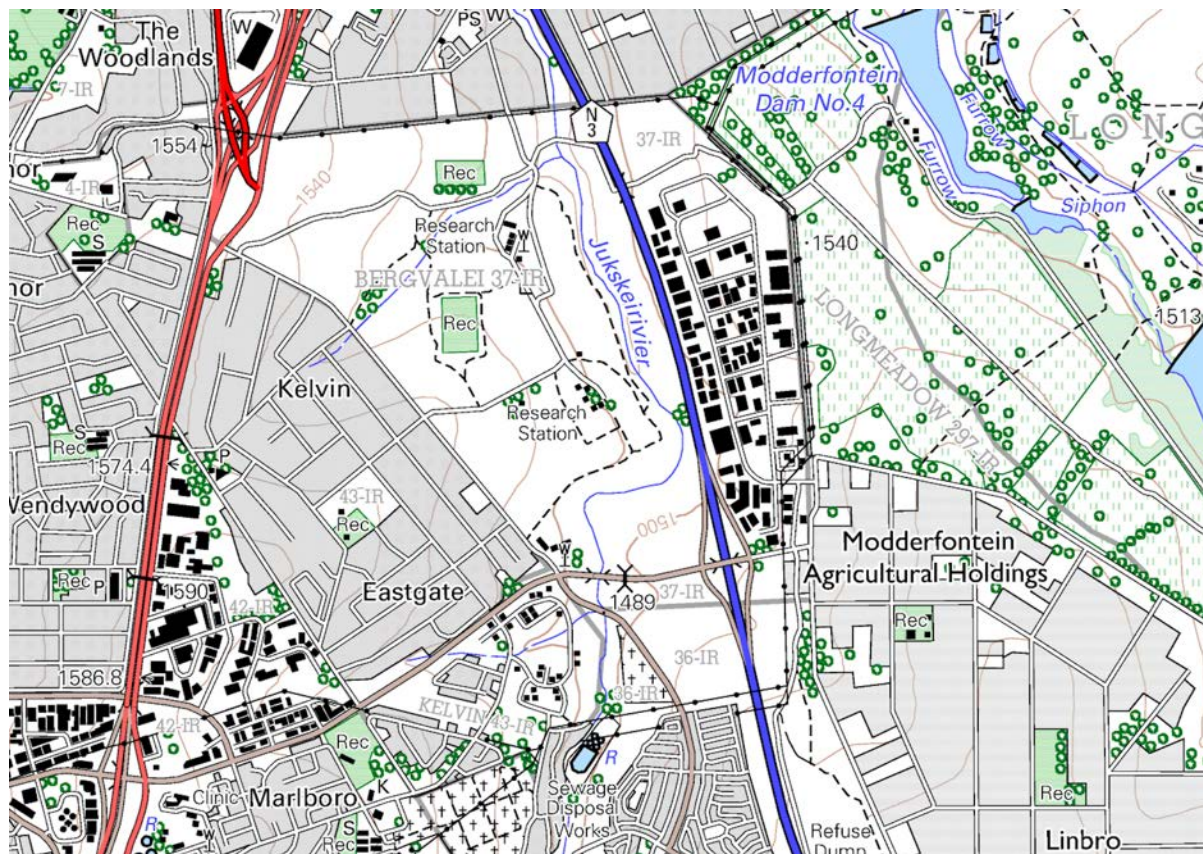 The
Woodlands
W
PS
W
7-IR
N
3
Modderfontein
Dam No.4
Furrow
Furrow
LONG
Siphon
37-IR
1554
nor
4-IR
Rec
S
1540
Rec
Research
Station
W
BERGVALEI 37-IR
Jukskeirivier
1540
LONGMEADOW 297-IR
1513
nor
Rec
Kelvin
Research
Station
S
Rec
1574.4
P
Wendywood
43-IR
Rec
1500
Modderfontein
Agricultural Holdings
Rec
P
1590
42-IR
Eastgate
W
1489
37-IR
Rec
36-IR
36-IR
1586.8
42-IR
KELVIN 43-IR
Rec
R
Sewage
Disposal
Works
Clinic
Marlboro
K
R
W
S
Rec
Rec
Refuse
Dump
Linbro